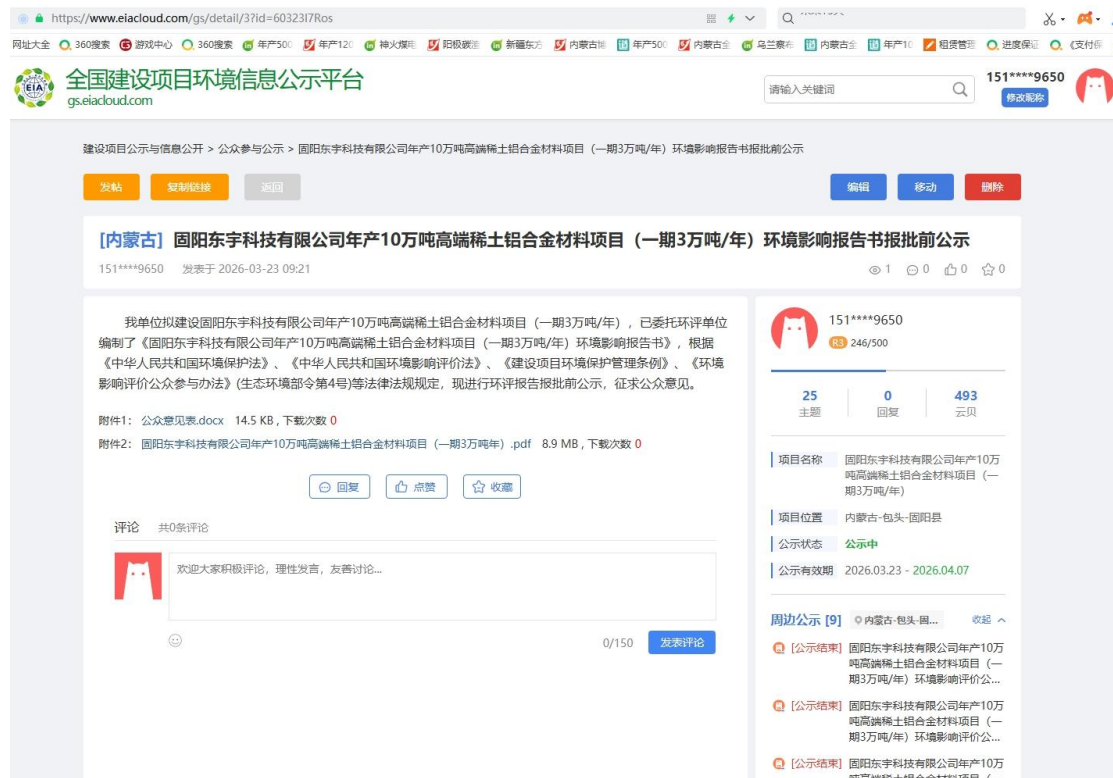 https://www.eiacloud.com/gs/detail/3?id=60323I7Ros
网址大全 360搜索 游戏中心 360搜索 年产500 年产120 神火煤电 阳极碳 新疆东方 内蒙古 年产500 内蒙古金 乌兰察布 内蒙古金 年产10 租赁管 进度保证 《支付保
全国建设项目环境信息公示平台
gs.eiacloud.com
请输入关键词
151****9650
修改昵称
建设项目公示与信息公开 > 公众参与公示 > 固阳东宇科技有限公司年产10万吨高端稀土铝合金材料项目（一期3万吨/年）环境影响报告书报批前公示
发帖 复制链接 返回 编辑 移动 删除
[内蒙古] 固阳东宇科技有限公司年产10万吨高端稀土铝合金材料项目（一期3万吨/年）环境影响报告书报批前公示
151****9650 发表于 2026-03-23 09:21
1 0 0 0
我单位拟建设固阳东宇科技有限公司年产10万吨高端稀土铝合金材料项目（一期3万吨/年），已委托环评单位
编制了《固阳东宇科技有限公司年产10万吨高端稀土铝合金材料项目（一期3万吨/年）环境影响报告书》，根据
《中华人民共和国环境保护法》、《中华人民共和国环境影响评价法》、《建设项目环境保护管理条例》、《环境
影响评价公众参与办法》(生态环境部令第4号)等法律法规规定，现进行环评报告报批前公示，征求公众意见。
附件1： 公众意见表.docx 14.5 KB , 下载次数 0
附件2： 固阳东宇科技有限公司年产10万吨高端稀土铝合金材料项目（一期3万吨年）.pdf 8.9 MB , 下载次数 0
回复 点赞 收藏
评论 共0条评论
欢迎大家积极评论，理性发言，友善讨论...
0/150 发表评论
151****9650
R3 246/500
25 0 493
主题 回复 云贝
项目名称 固阳东宇科技有限公司年产10万
吨高端稀土铝合金材料项目（一
期3万吨/年）
项目位置 内蒙古-包头-固阳县
公示状态 公示中
公示有效期 2026.03.23 - 2026.04.07
周边公示 [9] 内蒙古-包头-固... 收起
[公示结束] 固阳东宇科技有限公司年产10万
吨高端稀土铝合金材料项目（一
期3万吨/年）环境影响评价公...
[公示结束] 固阳东宇科技有限公司年产10万
吨高端稀土铝合金材料项目（一
期3万吨/年）环境影响评价公...
[公示结束] 固阳东宇科技有限公司年产10万
吨高端稀土铝合金材料项目（一